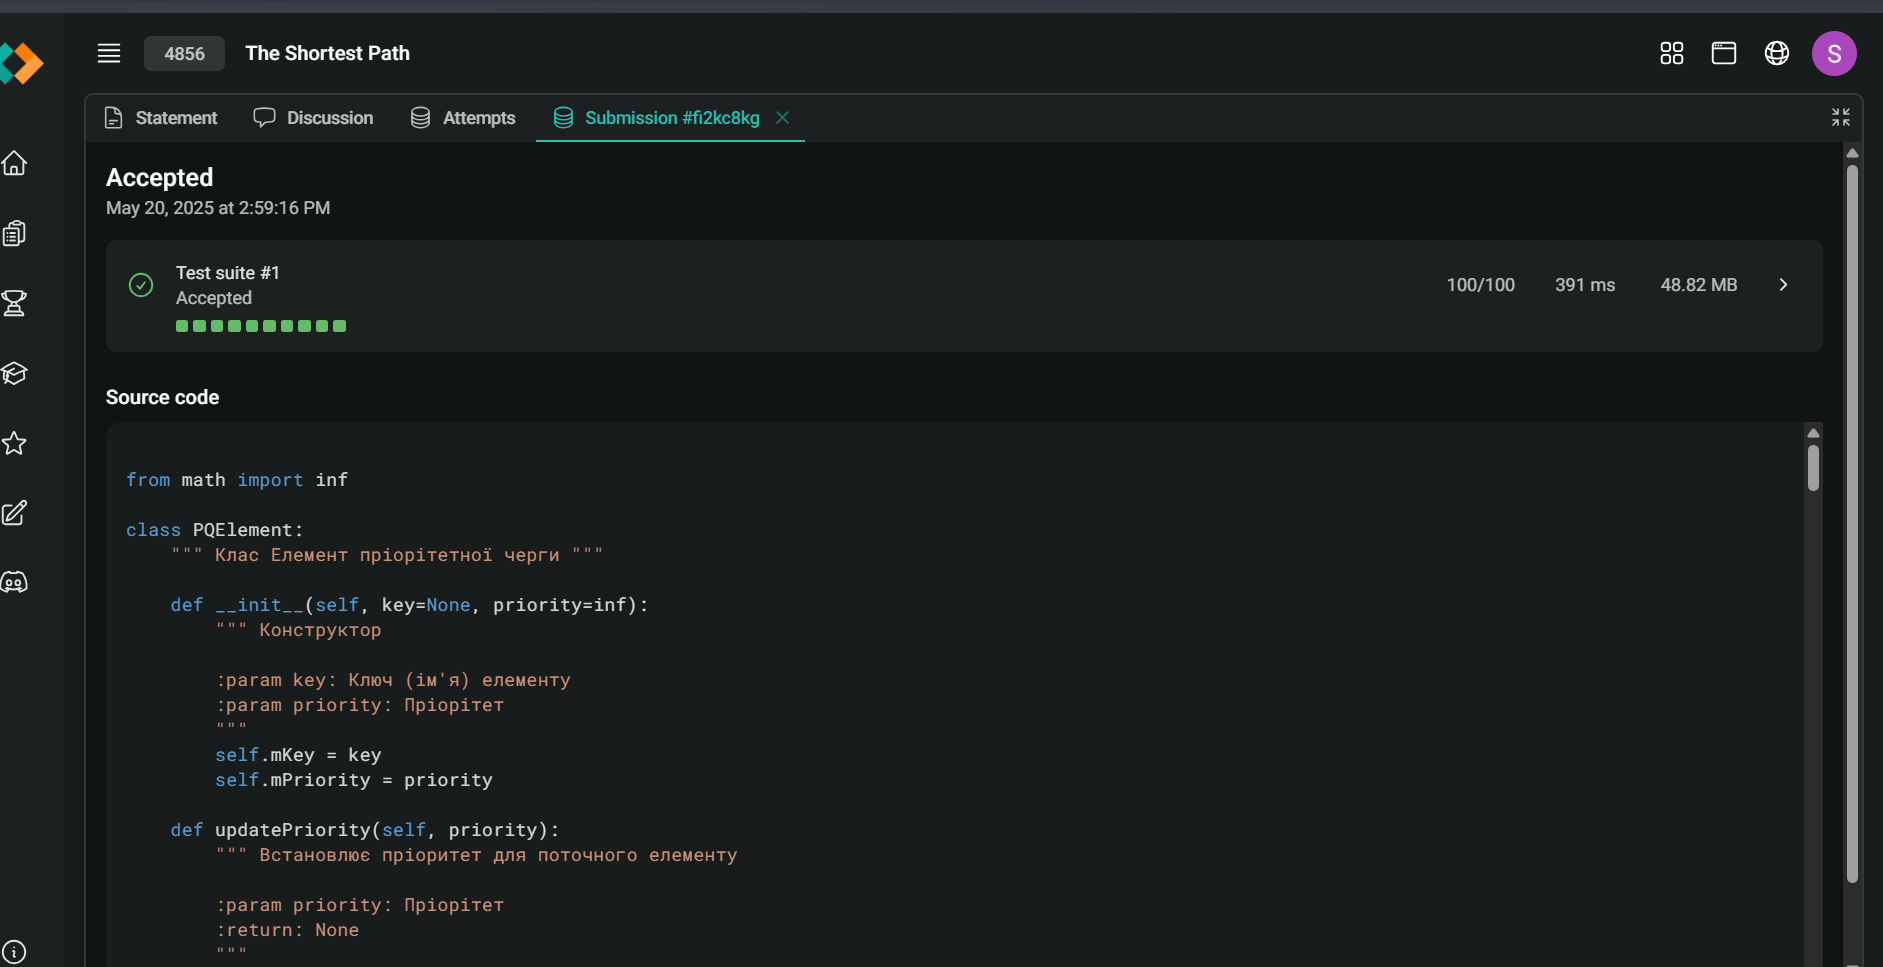 4856 The Shortest Path S
Statement Discussion Attempts Submission #fi2kc8kg
Accepted
May 20, 2025 at 2:59:16 PM
Test suite #1
Accepted
100/100 391 ms 48.82 MB
Source code
from math import inf
class PQElement:
""" Клас Елемент пріорітетної черги """
def __init__(self, key=None, priority=inf):
""" Конструктор
:param key: Ключ (ім'я) елементу
:param priority: Пріорітет
"""
self.mKey = key
self.mPriority = priority
def updatePriority(self, priority):
""" Встановлює пріоритет для поточного елементу
:param priority: Пріорітет
:return: None
"""